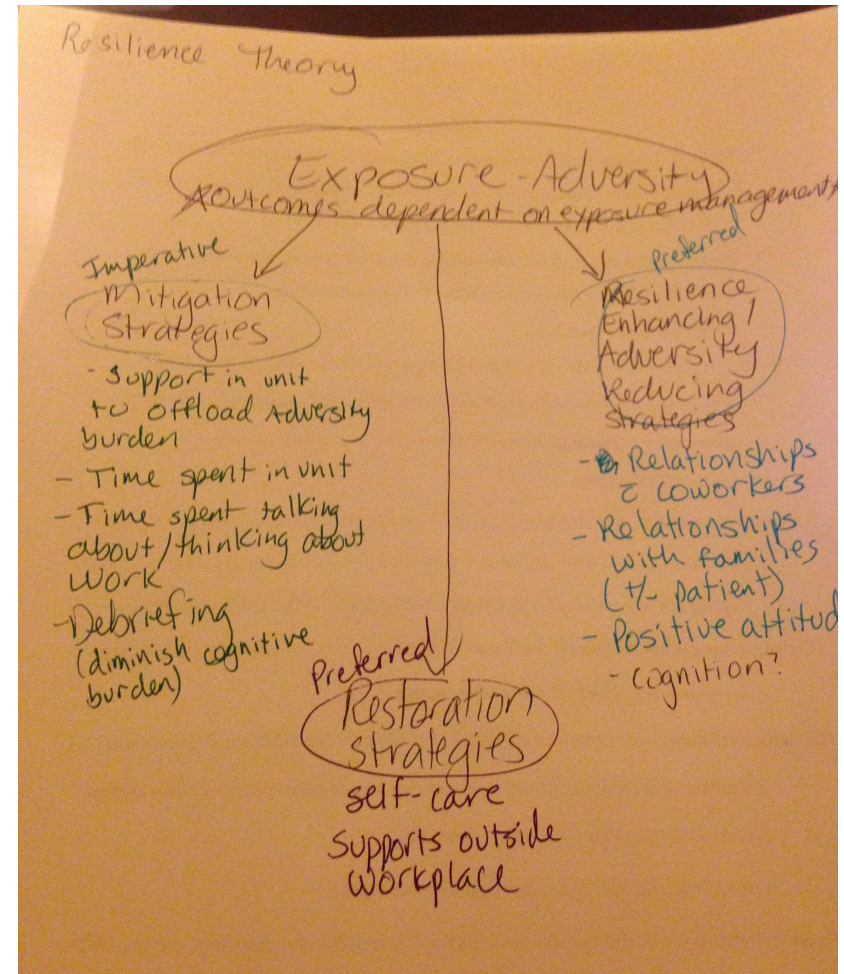 Resilience Theory
Exposure - Adversity
*Outcomes dependent on exposure management*
Imperative
Mitigation
Strategies
- Support in unit
to offload Adversity
burden
- Time spent in unit
- Time spent talking
about/thinking about
work
- Debriefing
(diminish cognitive
burden)
Preferred
Resilience
Enhancing/
Adversity
Reducing
Strategies
- Relationships
c̄ coworkers
- Relationships
with families
(+/- patient)
- Positive attitud
- Cognition?
Preferred
Restoration
Strategies
self-care
Supports outside
workplace